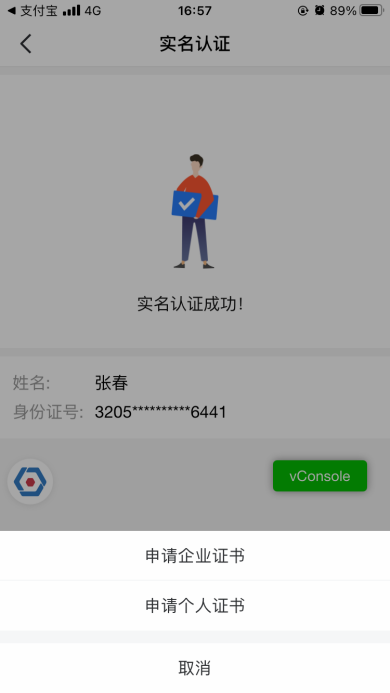 支付宝 4G 16:57 89%
实名认证
实名认证成功！
姓名: 张春
身份证号: 3205**********6441
vConsole
申请企业证书
申请个人证书
取消